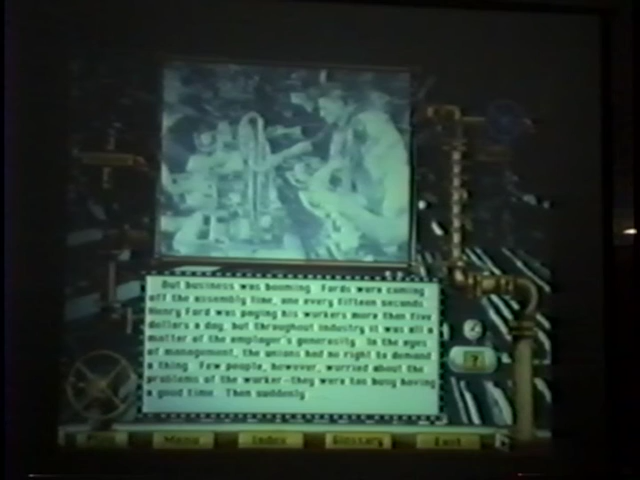 But business was booming. Fords were coming
off the assembly line, one every fifteen seconds.
Henry Ford was paying his workers more than five
dollars a day, but throughout industry it was all a
matter of the employer's generosity. In the eyes
of management, the unions had no right to demand
a thing. Few people, however, worried about the
problems of the worker—they were too busy having
a good time. Then suddenly
Menu Index Glossary Exit